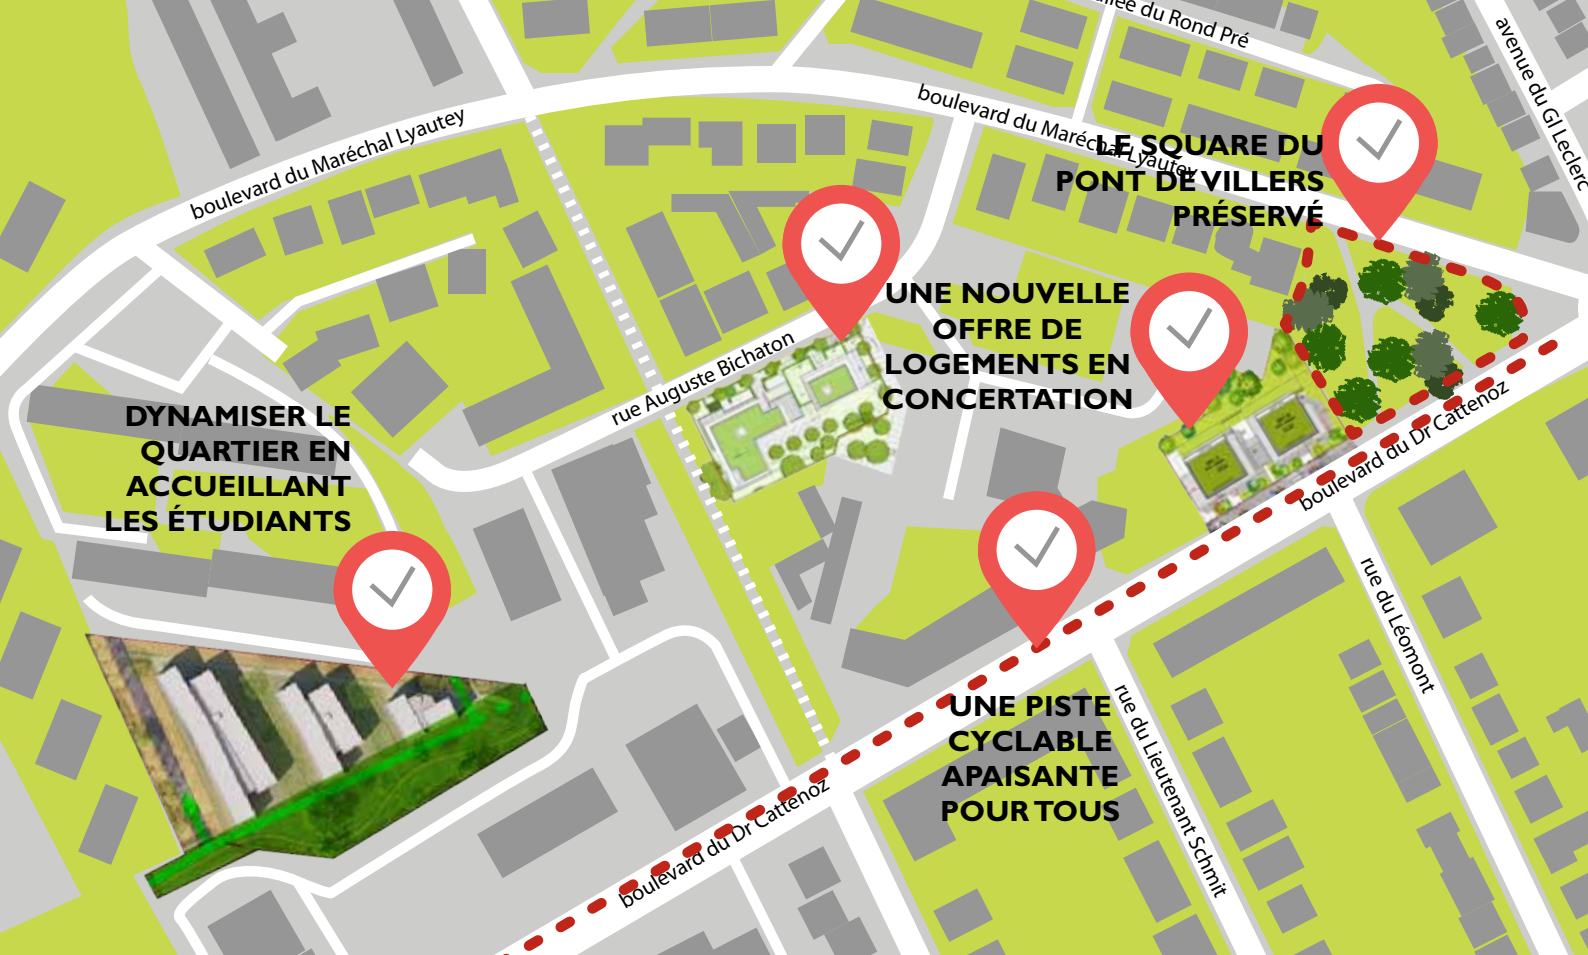 allée du Rond Pré
avenue du Gl Leclerc
boulevard du Maréchal Lyautey
boulevard du Maréchal Lyautey
LE SQUARE DU
PONT DE VILLERS
PRÉSERVÉ
UNE NOUVELLE
OFFRE DE
LOGEMENTS EN
CONCERTATION
rue Auguste Bichaton
DYNAMISER LE
QUARTIER EN
ACCUEILLANT
LES ÉTUDIANTS
boulevard du Dr Cattenoz
rue du Léomont
UNE PISTE
CYCLABLE
APAISANTE
POUR TOUS
rue du Lieutenant Schmit
boulevard du Dr Cattenoz